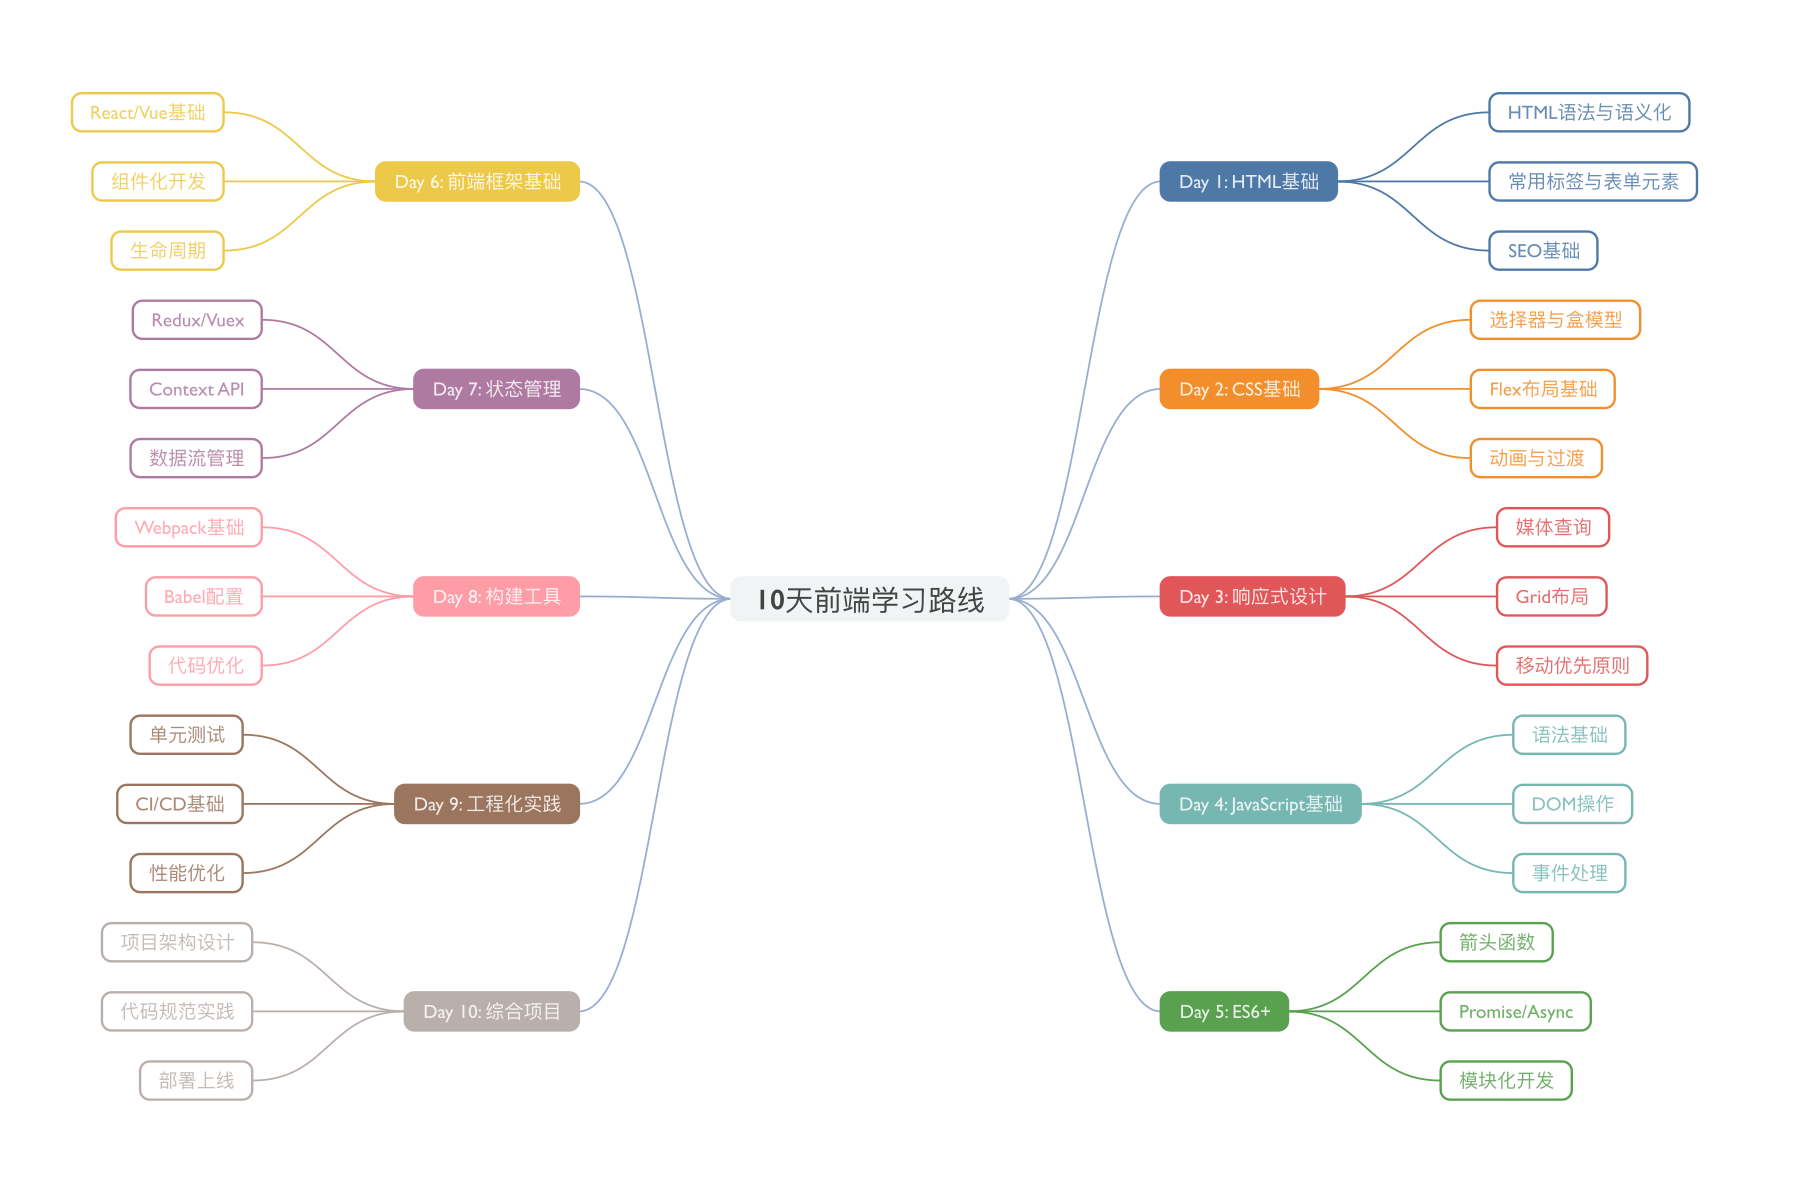 10天前端学习路线
Day 1: HTML基础
HTML语法与语义化
常用标签与表单元素
SEO基础
Day 2: CSS基础
选择器与盒模型
Flex布局基础
动画与过渡
Day 3: 响应式设计
媒体查询
Grid布局
移动优先原则
Day 4: JavaScript基础
语法基础
DOM操作
事件处理
Day 5: ES6+
箭头函数
Promise/Async
模块化开发
Day 6: 前端框架基础
React/Vue基础
组件化开发
生命周期
Day 7: 状态管理
Redux/Vuex
Context API
数据流管理
Day 8: 构建工具
Webpack基础
Babel配置
代码优化
Day 9: 工程化实践
单元测试
CI/CD基础
性能优化
Day 10: 综合项目
项目架构设计
代码规范实践
部署上线